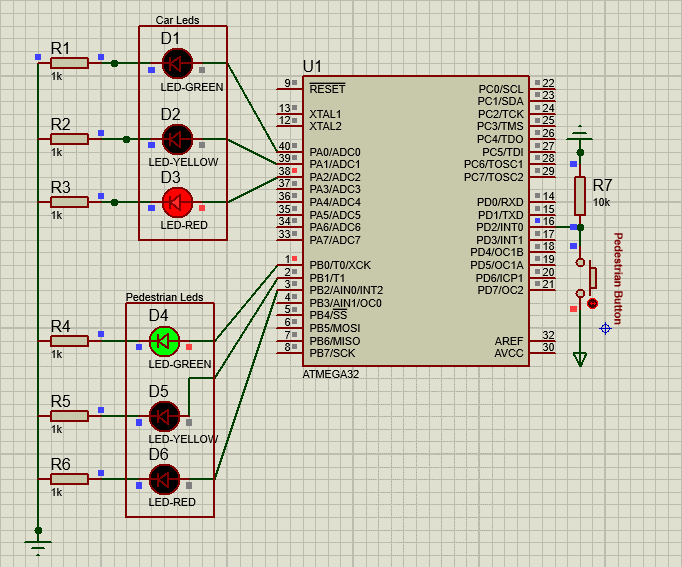 Car Leds
R1
1k
D1
LED-GREEN
R2
1k
D2
LED-YELLOW
R3
1k
D3
LED-RED
Pedestrian Leds
R4
1k
D4
LED-GREEN
R5
1k
D5
LED-YELLOW
R6
1k
D6
LED-RED
U1
9 RESET
13 XTAL1
12 XTAL2
40 PA0/ADC0
39 PA1/ADC1
38 PA2/ADC2
37 PA3/ADC3
36 PA4/ADC4
35 PA5/ADC5
34 PA6/ADC6
33 PA7/ADC7
1 PB0/T0/XCK
2 PB1/T1
3 PB2/AIN0/INT2
4 PB3/AIN1/OC0
5 PB4/SS
6 PB5/MOSI
7 PB6/MISO
8 PB7/SCK
PC0/SCL 22
PC1/SDA 23
PC2/TCK 24
PC3/TMS 25
PC4/TDO 26
PC5/TDI 27
PC6/TOSC1 28
PC7/TOSC2 29
PD0/RXD 14
PD1/TXD 15
PD2/INT0 16
PD3/INT1 17
PD4/OC1B 18
PD5/OC1A 19
PD6/ICP1 20
PD7/OC2 21
AREF 32
AVCC 30
ATMEGA32
R7
10k
Pedestrian Button